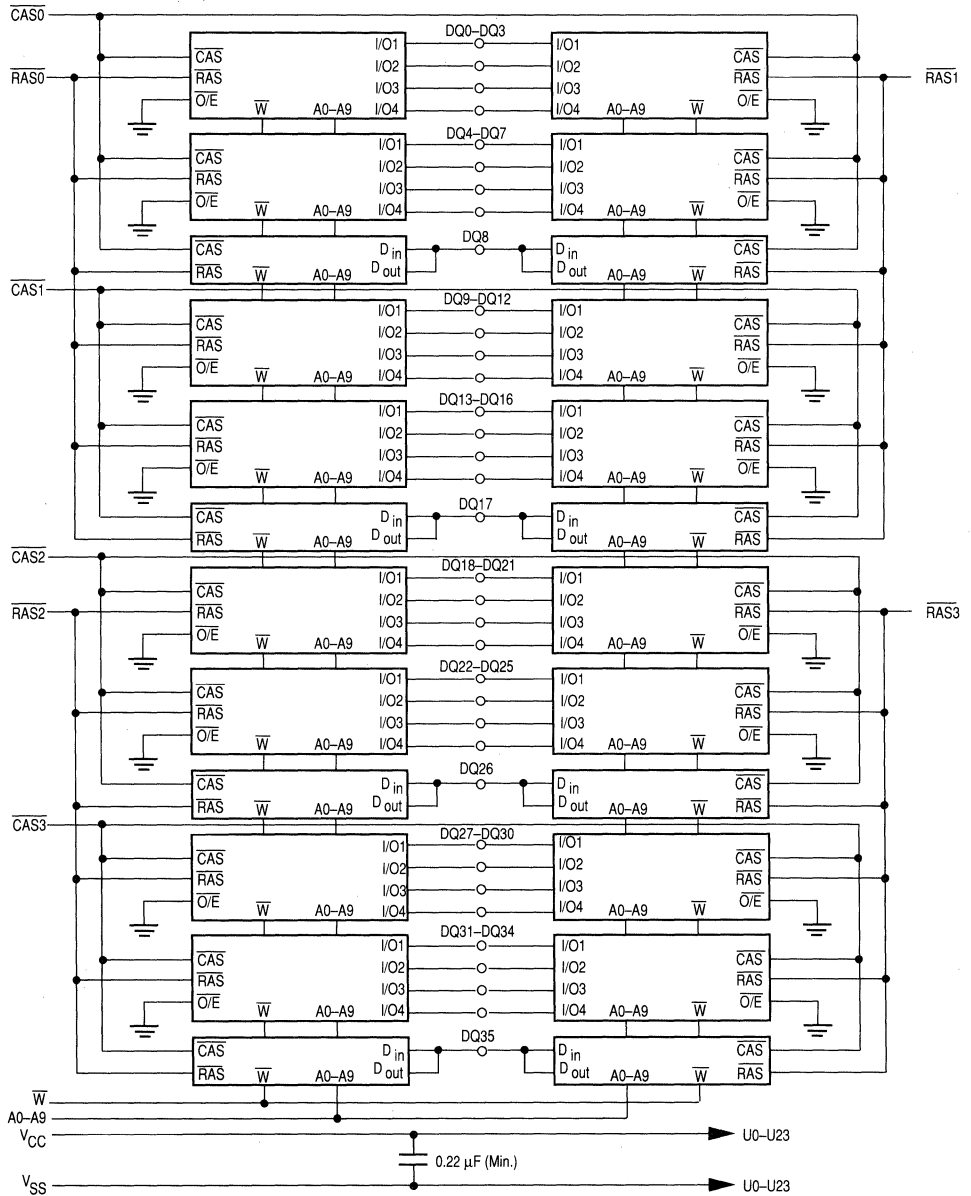 CAS0
DQ0–DQ3
I/O1 I/O1
CAS I/O2 I/O2 CAS
RAS0 RAS I/O3 I/O3 RAS RAS1
O/E W A0–A9 I/O4 I/O4 A0–A9 W O/E
DQ4–DQ7
I/O1 I/O1
CAS I/O2 I/O2 CAS
RAS I/O3 I/O3 RAS
O/E W A0–A9 I/O4 I/O4 A0–A9 W O/E
DQ8
CAS D in D in CAS
RAS W A0–A9 D out D out A0–A9 W RAS
CAS1
DQ9–DQ12
I/O1 I/O1
CAS I/O2 I/O2 CAS
RAS I/O3 I/O3 RAS
O/E W A0–A9 I/O4 I/O4 A0–A9 W O/E
DQ13–DQ16
I/O1 I/O1
CAS I/O2 I/O2 CAS
RAS I/O3 I/O3 RAS
O/E W A0–A9 I/O4 I/O4 A0–A9 W O/E
DQ17
CAS D in D in CAS
RAS W A0–A9 D out D out A0–A9 W RAS
CAS2
DQ18–DQ21
I/O1 I/O1
CAS I/O2 I/O2 CAS
RAS2 RAS I/O3 I/O3 RAS RAS3
O/E W A0–A9 I/O4 I/O4 A0–A9 W O/E
DQ22–DQ25
I/O1 I/O1
CAS I/O2 I/O2 CAS
RAS I/O3 I/O3 RAS
O/E W A0–A9 I/O4 I/O4 A0–A9 W O/E
DQ26
CAS D in D in CAS
RAS W A0–A9 D out D out A0–A9 W RAS
CAS3
DQ27–DQ30
I/O1 I/O1
CAS I/O2 I/O2 CAS
RAS I/O3 I/O3 RAS
O/E W A0–A9 I/O4 I/O4 A0–A9 W O/E
DQ31–DQ34
I/O1 I/O1
CAS I/O2 I/O2 CAS
RAS I/O3 I/O3 RAS
O/E W A0–A9 I/O4 I/O4 A0–A9 W O/E
DQ35
CAS D in D in CAS
RAS W A0–A9 D out D out A0–A9 W RAS
W
A0–A9
VCC U0–U23
0.22 µF (Min.)
VSS U0–U23